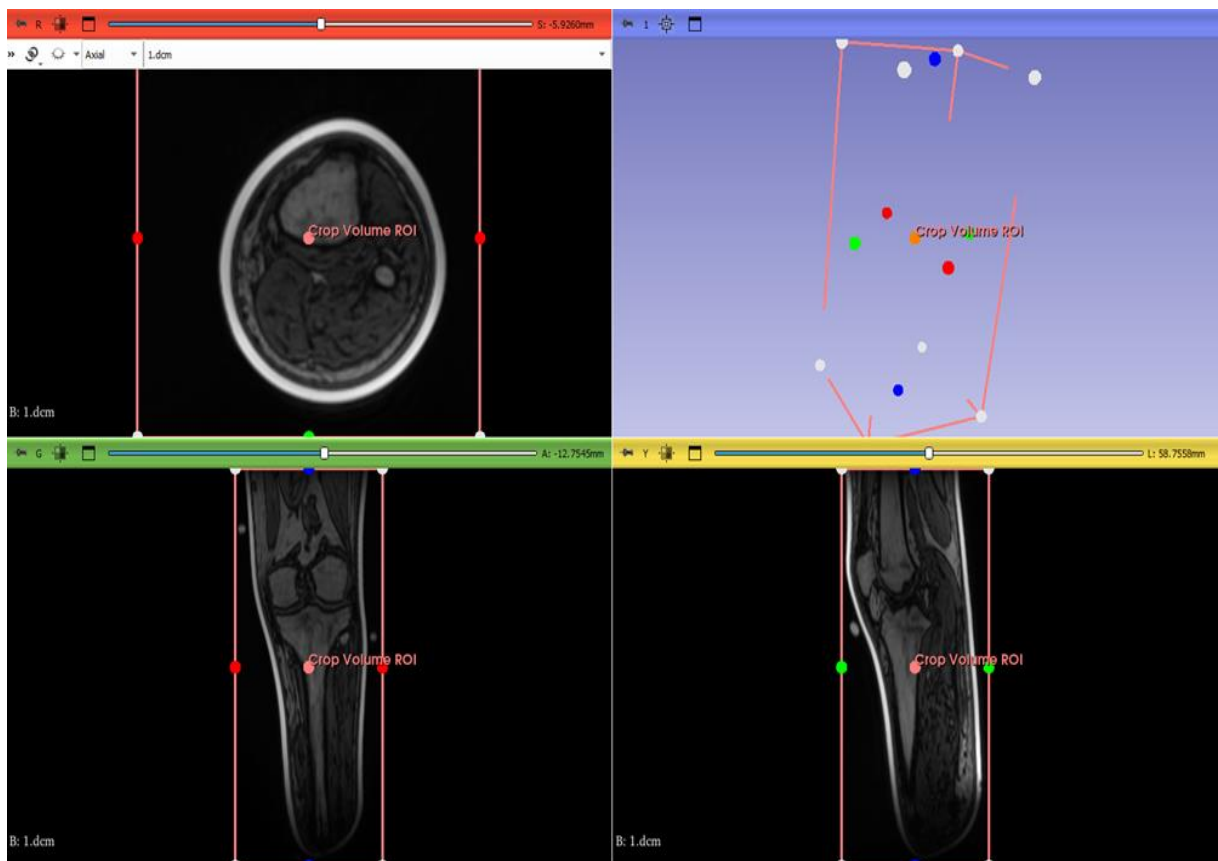 R S: -5.9260mm
» Axial 1.dcm
Crop Volume ROI
B: 1.dcm
1
Crop Volume ROI
G A: -12.7545mm
Crop Volume ROI
B: 1.dcm
Y L: 58.7558mm
Crop Volume ROI
B: 1.dcm